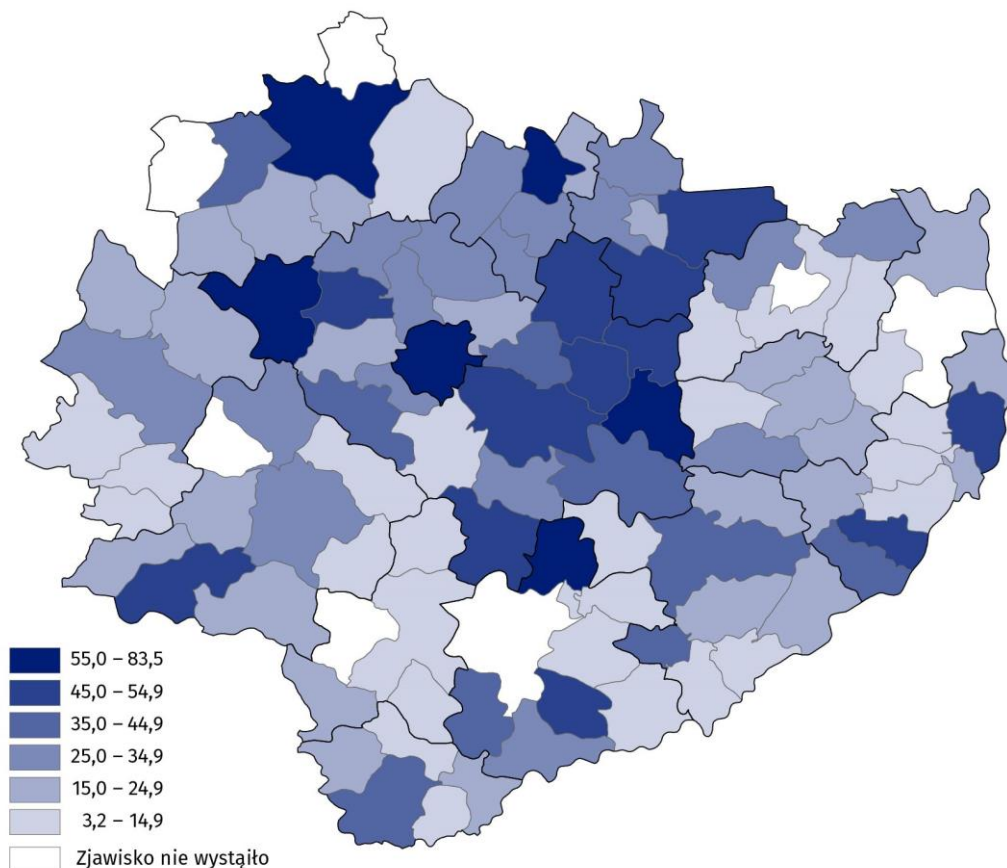 55,0 – 83,5
45,0 – 54,9
35,0 – 44,9
25,0 – 34,9
15,0 – 24,9
3,2 – 14,9
Zjawisko nie wystąiło